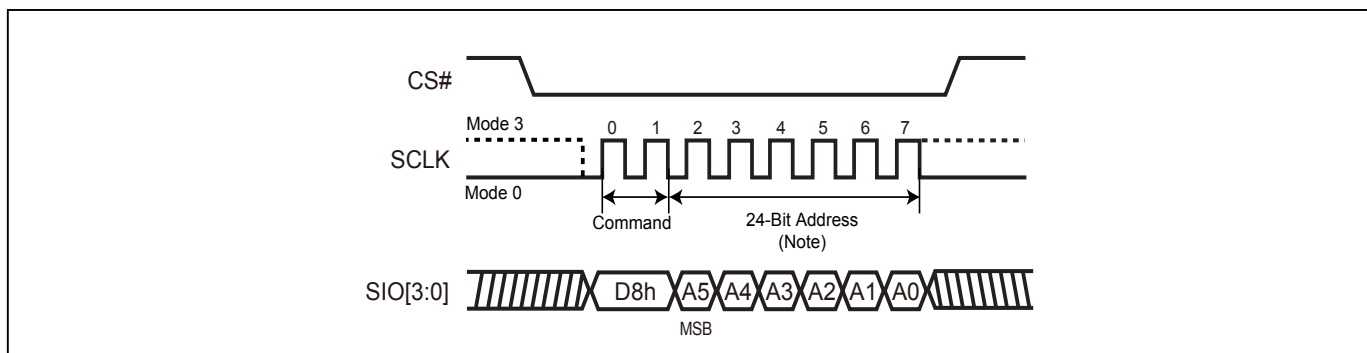 CS#
Mode 3
0 1 2 3 4 5 6 7
SCLK
Mode 0
Command
24-Bit Address
(Note)
SIO[3:0]
D8h A5 A4 A3 A2 A1 A0
MSB